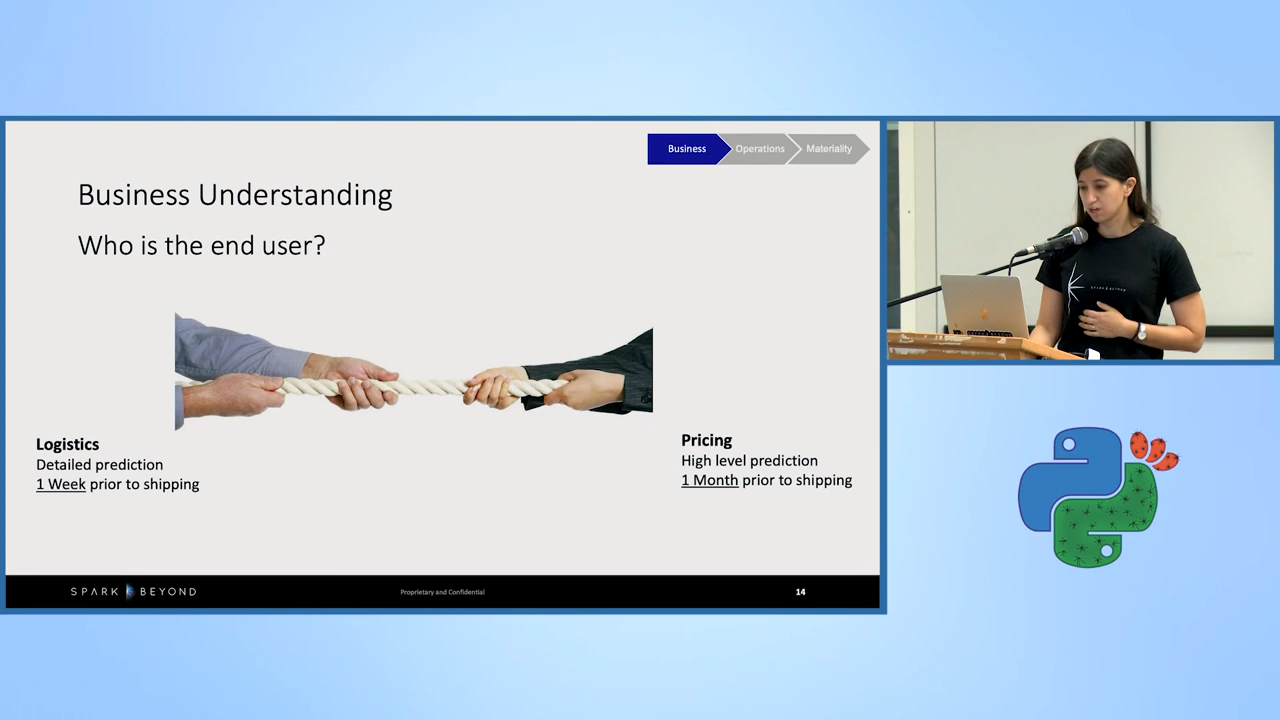 Business
Operations
Materiality
Business Understanding
Who is the end user?
Logistics
Detailed prediction
1 Week prior to shipping
Pricing
High level prediction
1 Month prior to shipping
SPARK BEYOND
Proprietary and Confidential
14